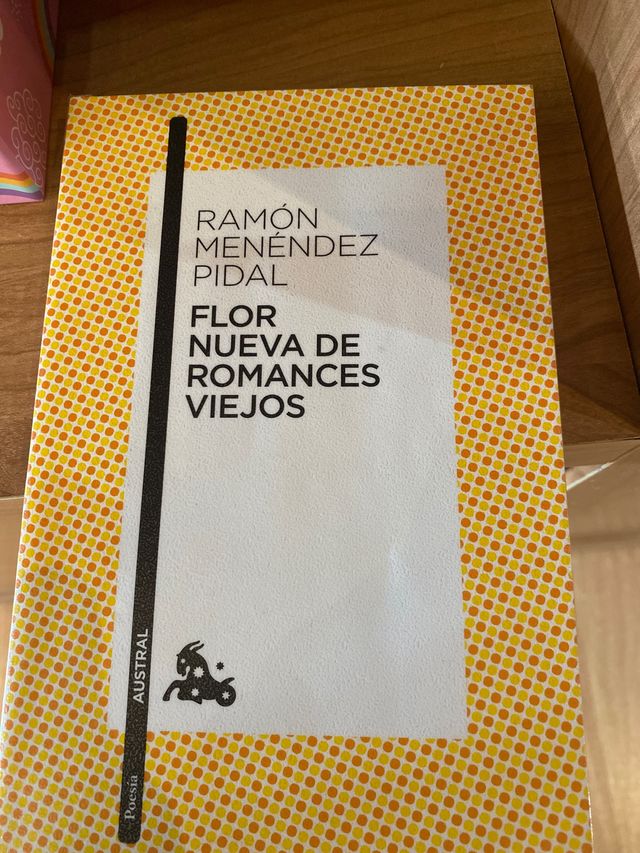 RAMÓN
MENÉNDEZ
PIDAL
FLOR
NUEVA DE
ROMANCES
VIEJOS
AUSTRAL
Poesía